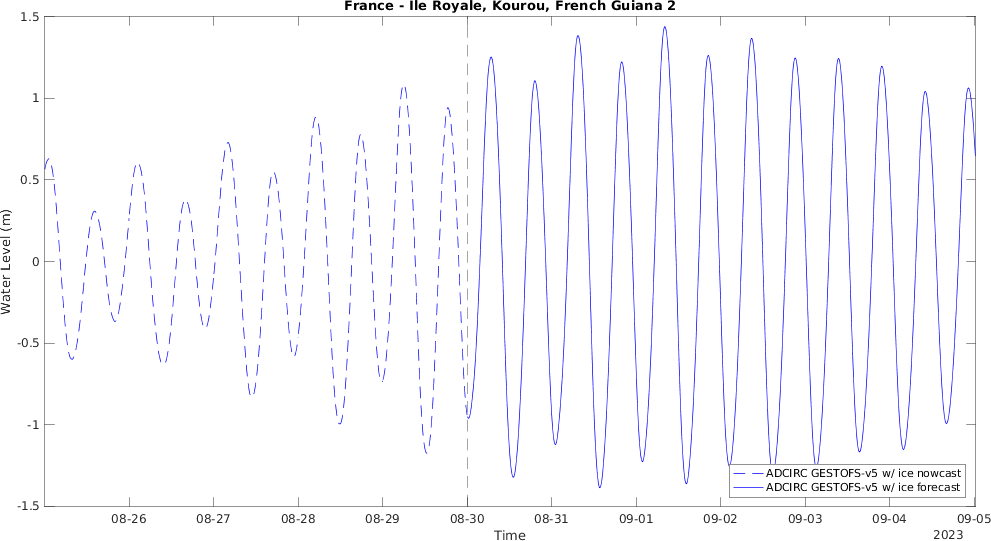 France - Ile Royale, Kourou, French Guiana 2
1.5
1
0.5
0
-0.5
-1
-1.5
Water Level (m)
ADCIRC GESTOFS-v5 w/ ice nowcast
ADCIRC GESTOFS-v5 w/ ice forecast
08-26 08-27 08-28 08-29 08-30 08-31 09-01 09-02 09-03 09-04 09-05
Time
2023